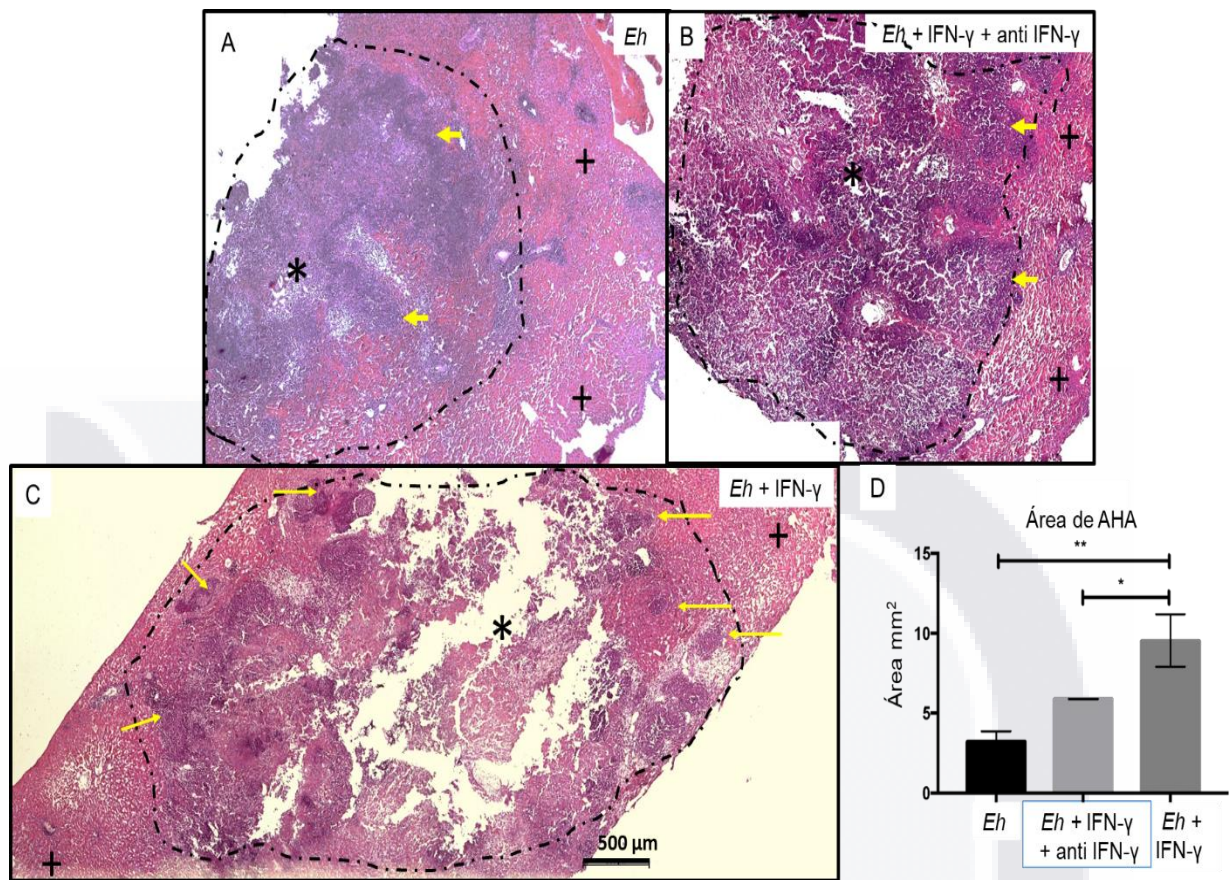 A
Eh
B
Eh + IFN-γ + anti IFN-γ
C
Eh + IFN-γ
500 µm
D
Área de AHA
**
*
Área mm²
15
10
5
0
Eh
Eh + IFN-γ
+ anti IFN-γ
Eh +
IFN-γ